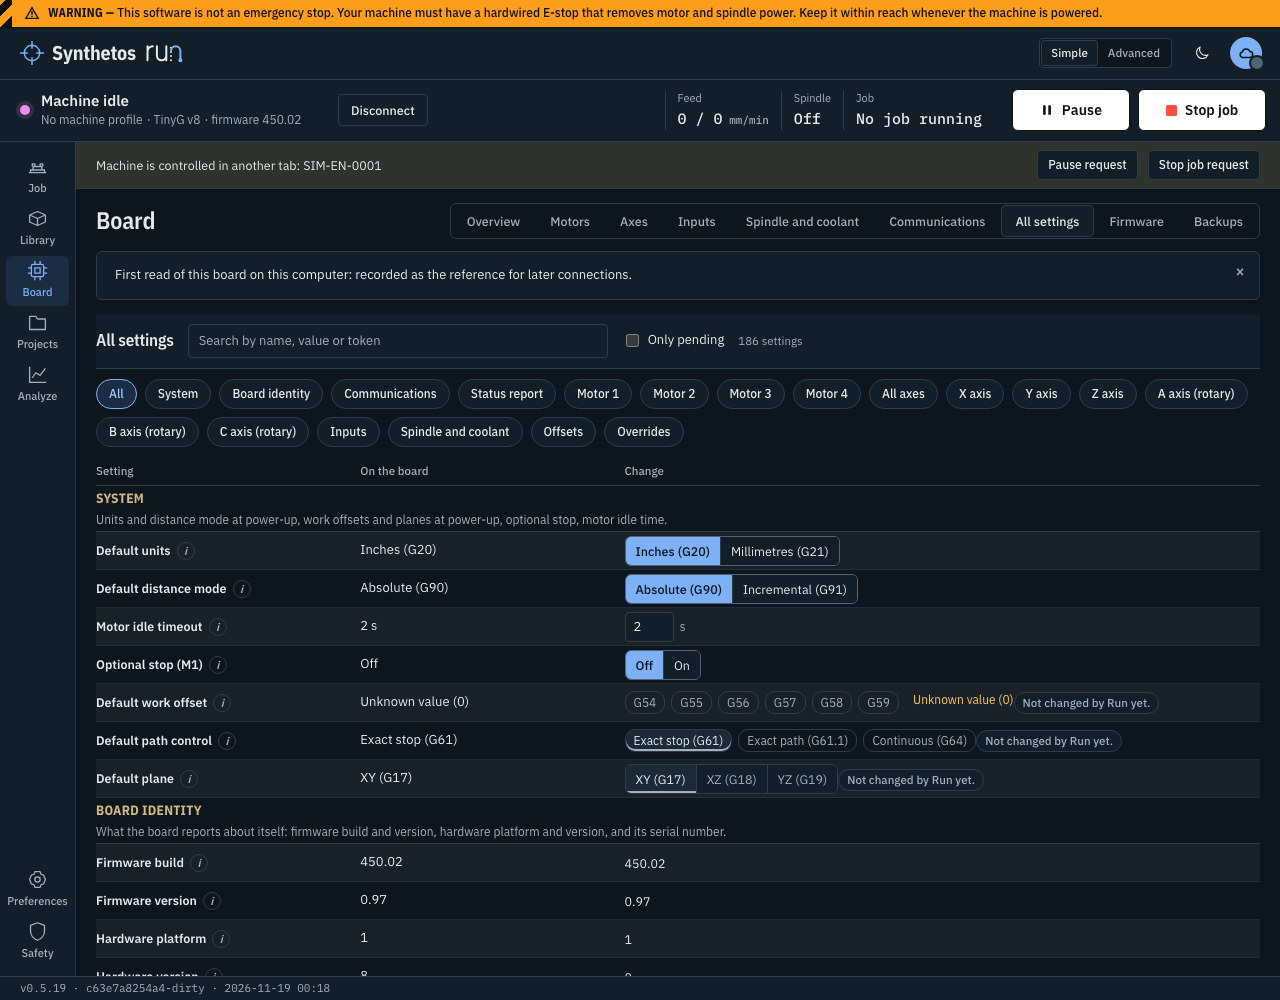 WARNING — This software is not an emergency stop. Your machine must have a hardwired E-stop that removes motor and spindle power. Keep it within reach whenever the machine is powered.
Synthetos run
Simple
Advanced
Machine idle
No machine profile · TinyG v8 · firmware 450.02
Disconnect
Feed
0 / 0 mm/min
Spindle
Off
Job
No job running
Pause
Stop job
Job
Library
Board
Projects
Analyze
Preferences
Safety
Machine is controlled in another tab: SIM-EN-0001
Pause request
Stop job request
Board
Overview
Motors
Axes
Inputs
Spindle and coolant
Communications
All settings
Firmware
Backups
First read of this board on this computer: recorded as the reference for later connections.
×
All settings
Search by name, value or token
Only pending
186 settings
All
System
Board identity
Communications
Status report
Motor 1
Motor 2
Motor 3
Motor 4
All axes
X axis
Y axis
Z axis
A axis (rotary)
B axis (rotary)
C axis (rotary)
Inputs
Spindle and coolant
Offsets
Overrides
Setting On the board Change
SYSTEM
Units and distance mode at power-up, work offsets and planes at power-up, optional stop, motor idle time.
Default units i Inches (G20) Inches (G20) Millimetres (G21)
Default distance mode i Absolute (G90) Absolute (G90) Incremental (G91)
Motor idle timeout i 2 s 2 s
Optional stop (M1) i Off Off On
Default work offset i Unknown value (0) G54 G55 G56 G57 G58 G59 Unknown value (0) Not changed by Run yet.
Default path control i Exact stop (G61) Exact stop (G61) Exact path (G61.1) Continuous (G64) Not changed by Run yet.
Default plane i XY (G17) XY (G17) XZ (G18) YZ (G19) Not changed by Run yet.
BOARD IDENTITY
What the board reports about itself: firmware build and version, hardware platform and version, and its serial number.
Firmware build i 450.02 450.02
Firmware version i 0.97 0.97
Hardware platform i 1 1
Hardware version i 8 8
v0.5.19 · c63e7a8254a4-dirty · 2026-11-19 00:18